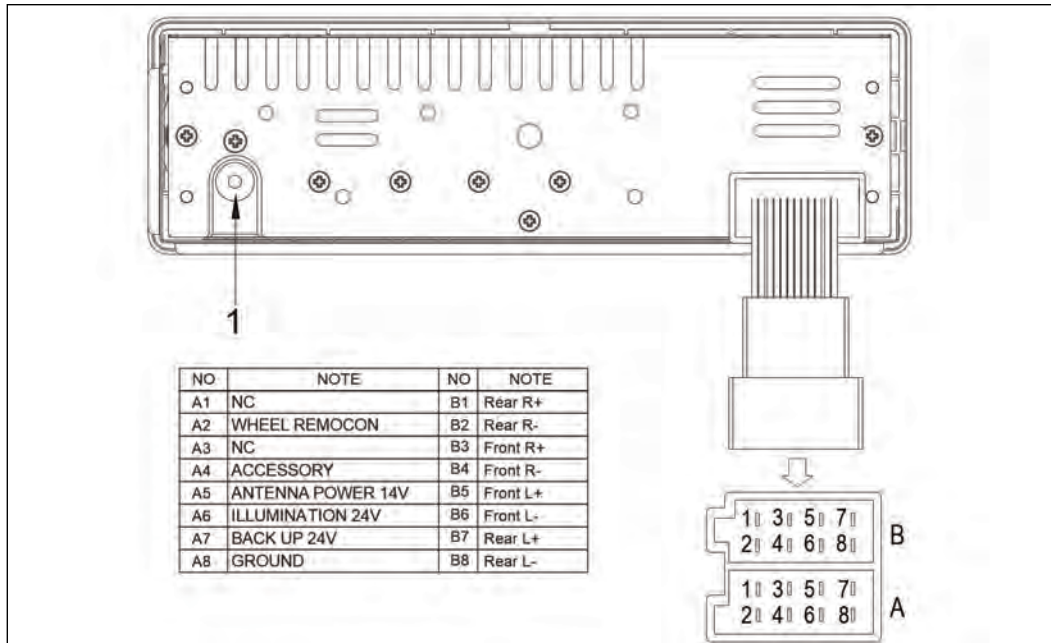 1
NO NOTE NO NOTE
A1 NC B1 Rear R+
A2 WHEEL REMOCON B2 Rear R-
A3 NC B3 Front R+
A4 ACCESSORY B4 Front R-
A5 ANTENNA POWER 14V B5 Front L+
A6 ILLUMINATION 24V B6 Front L-
A7 BACK UP 24V B7 Rear L+
A8 GROUND B8 Rear L-
1 3 5 7
B
2 4 6 8
1 3 5 7
A
2 4 6 8